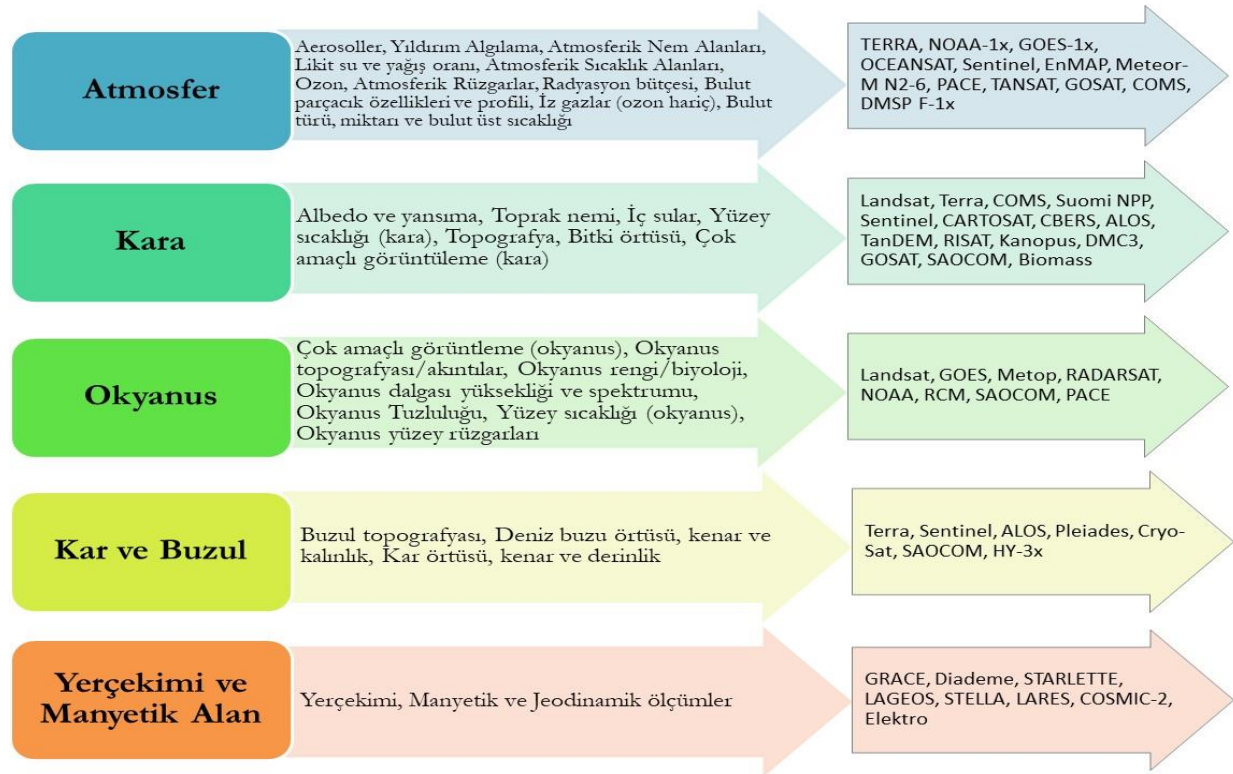 Atmosfer
Aerosoller, Yıldırım Algılama, Atmosferik Nem Alanları,
Likit su ve yağış oranı, Atmosferik Sıcaklık Alanları,
Ozon, Atmosferik Rüzgarlar, Radyasyon bütçesi, Bulut
parçacık özellikleri ve profili, İz gazlar (ozon hariç), Bulut
türü, miktarı ve bulut üst sıcaklığı
TERRA, NOAA-1x, GOES-1x,
OCEANSAT, Sentinel, EnMAP, Meteor-
M N2-6, PACE, TANSAT, GOSAT, COMS,
DMSP F-1x
Kara
Albedo ve yansıma, Toprak nemi, İç sular, Yüzey
sıcaklığı (kara), Topografya, Bitki örtüsü, Çok
amaçlı görüntüleme (kara)
Landsat, Terra, COMS, Suomi NPP,
Sentinel, CARTOSAT, CBERS, ALOS,
TanDEM, RISAT, Kanopus, DMC3,
GOSAT, SAOCOM, Biomass
Okyanus
Çok amaçlı görüntleme (okyanus), Okyanus
topografyası/akıntılar, Okyanus rengi/biyoloji,
Okyanus dalgası yüksekliği ve spektrumu,
Okyanus Tuzluluğu, Yüzey sıcaklığı (okyanus),
Okyanus yüzey rüzgarları
Landsat, GOES, Metop, RADARSAT,
NOAA, RCM, SAOCOM, PACE
Kar ve Buzul
Buzul topografyası, Deniz buzu örtüsü, kenar ve
kalınlık, Kar örtüsü, kenar ve derinlik
Terra, Sentinel, ALOS, Pleiades, Cryo-
Sat, SAOCOM, HY-3x
Yerçekimi ve
Manyetik Alan
Yerçekimi, Manyetik ve Jeodinamik ölçümler
GRACE, Diademe, STARLETTE,
LAGEOS, STELLA, LARES, COSMIC-2,
Elektro